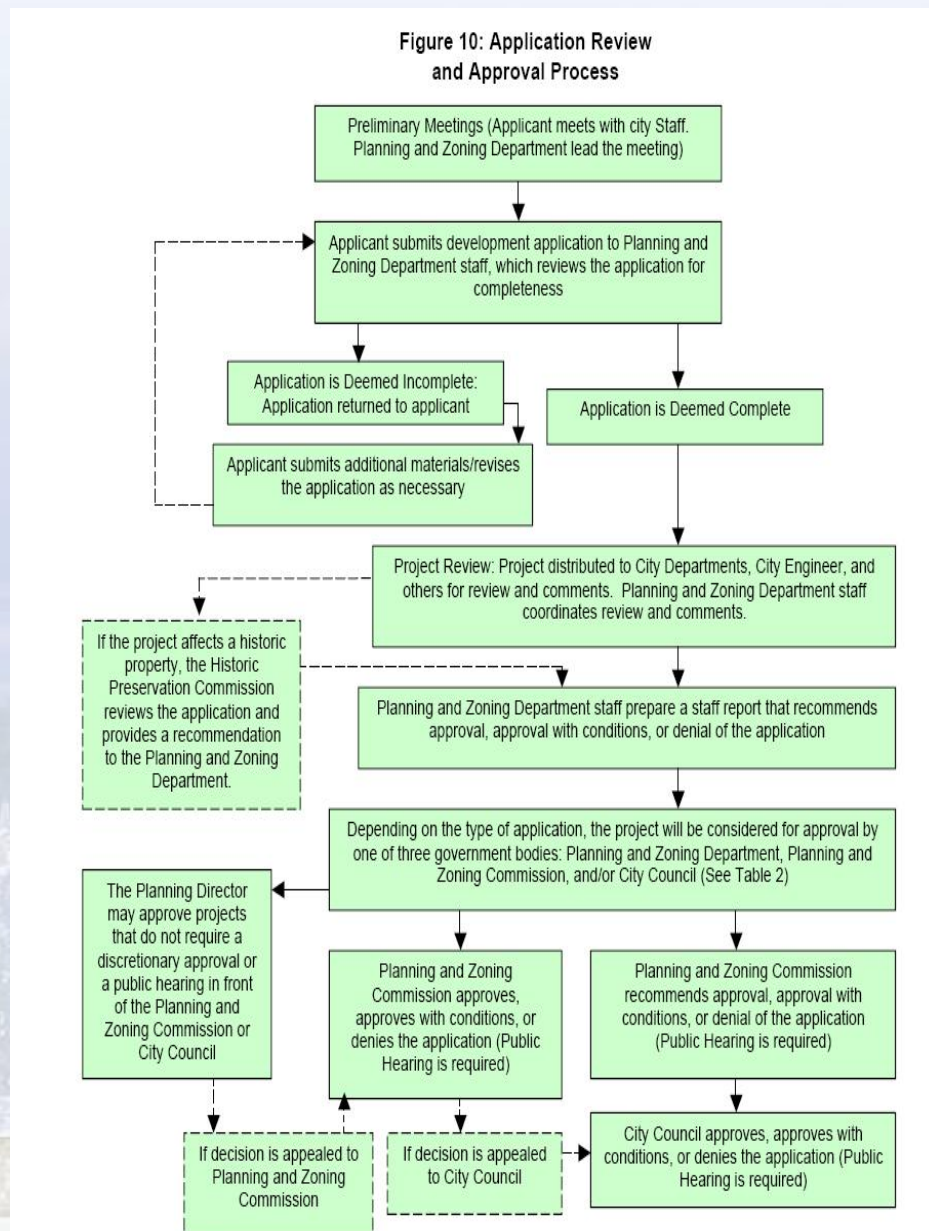 Figure 10: Application Review
and Approval Process
Preliminary Meetings (Applicant meets with city Staff.
Planning and Zoning Department lead the meeting)
Applicant submits development application to Planning and
Zoning Department staff, which reviews the application for
completeness
Application is Deemed Incomplete:
Application returned to applicant
Application is Deemed Complete
Applicant submits additional materials/revises
the application as necessary
Project Review: Project distributed to City Departments, City Engineer, and
others for review and comments. Planning and Zoning Department staff
coordinates review and comments.
If the project affects a historic
property, the Historic
Preservation Commission
reviews the application and
provides a recommendation
to the Planning and Zoning
Department.
Planning and Zoning Department staff prepare a staff report that recommends
approval, approval with conditions, or denial of the application
Depending on the type of application, the project will be considered for approval by
one of three government bodies: Planning and Zoning Department, Planning and
Zoning Commission, and/or City Council (See Table 2)
The Planning Director
may approve projects
that do not require a
discretionary approval or
a public hearing in front
of the Planning and
Zoning Commission or
City Council
Planning and Zoning
Commission approves,
approves with conditions, or
denies the application (Public
Hearing is required)
Planning and Zoning Commission
recommends approval, approval with
conditions, or denial of the application
(Public Hearing is required)
If decision is appealed to
Planning and Zoning
Commission
If decision is appealed
to City Council
City Council approves, approves with
conditions, or denies the application (Public
Hearing is required)